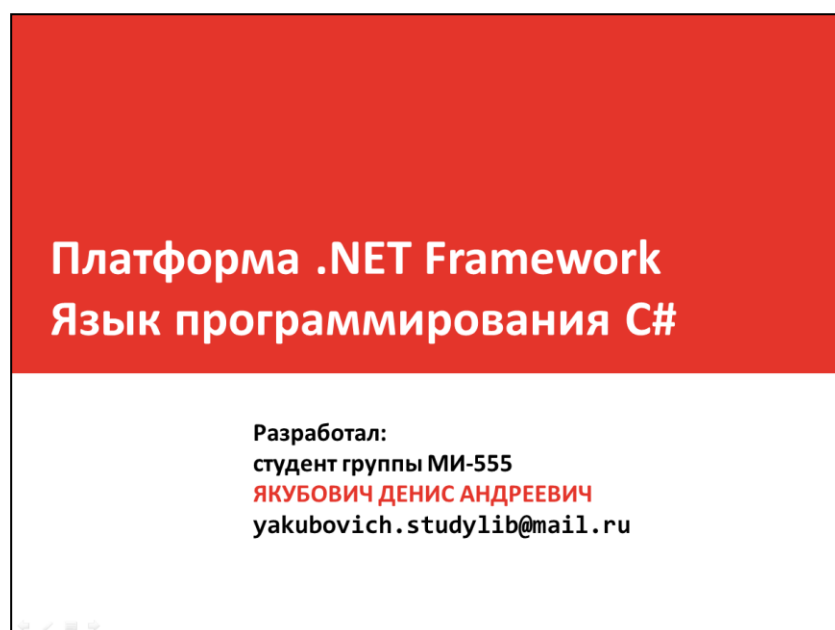 Платформа .NET Framework
Язык программирования C#
Разработал:
студент группы МИ-555
ЯКУБОВИЧ ДЕНИС АНДРЕЕВИЧ
yakubovich.studylib@mail.ru